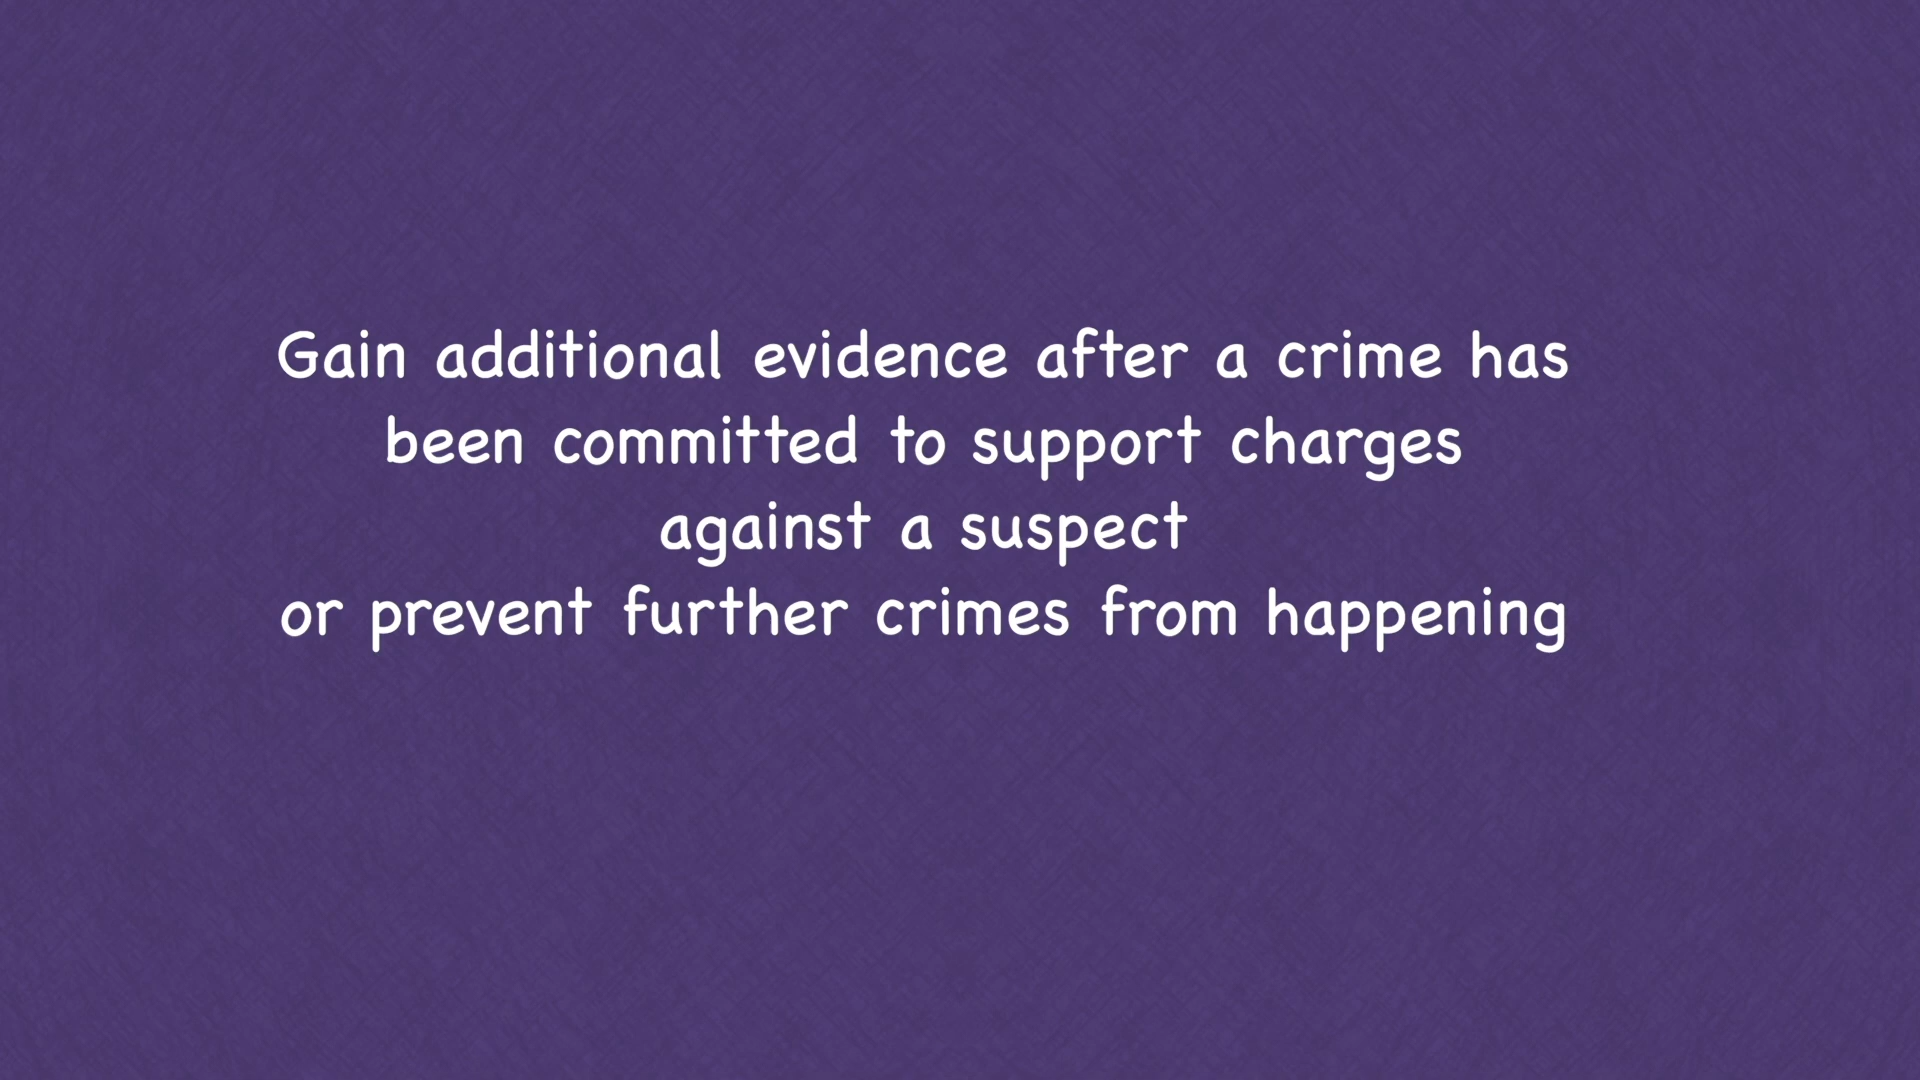 Gain additional evidence after a crime has
been committed to support charges
against a suspect
or prevent further crimes from happening